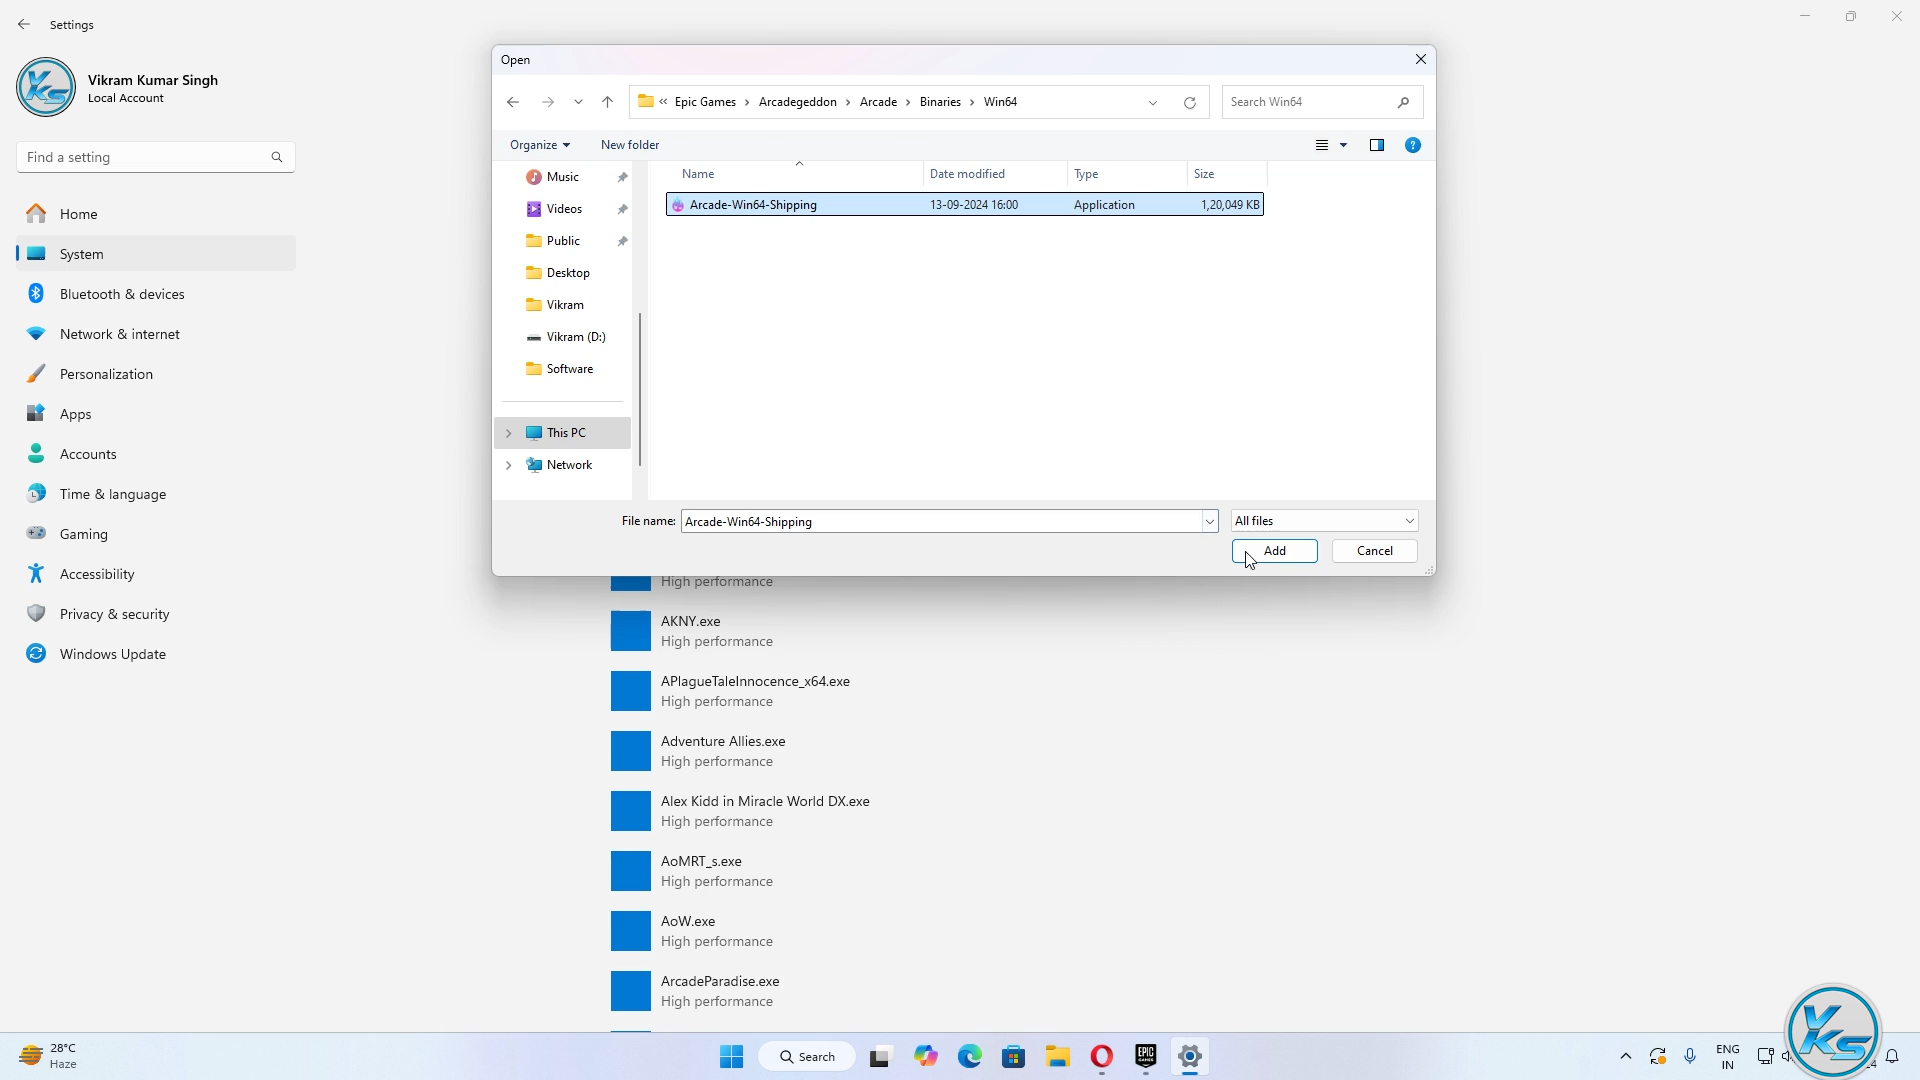 Settings
Vikram Kumar Singh
Local Account
Find a setting
Home
System
Bluetooth & devices
Network & internet
Personalization
Apps
Accounts
Time & language
Gaming
Accessibility
Privacy & security
Windows Update
Open
« Epic Games › Arcadegeddon › Arcade › Binaries › Win64
Search Win64
Organize
New folder
Music
Videos
Public
Desktop
Vikram
Vikram (D:)
Software
This PC
Network
Name Date modified Type Size
Arcade-Win64-Shipping 13-09-2024 16:00 Application 1,20,049 KB
File name: Arcade-Win64-Shipping
All files
Add
Cancel
High performance
AKNY.exe
High performance
APlagueTaleInnocence_x64.exe
High performance
Adventure Allies.exe
High performance
Alex Kidd in Miracle World DX.exe
High performance
AoMRT_s.exe
High performance
AoW.exe
High performance
ArcadeParadise.exe
High performance
28°C
Haze
Search
EPIC
GAMES
ENG
IN
VKS
VKS